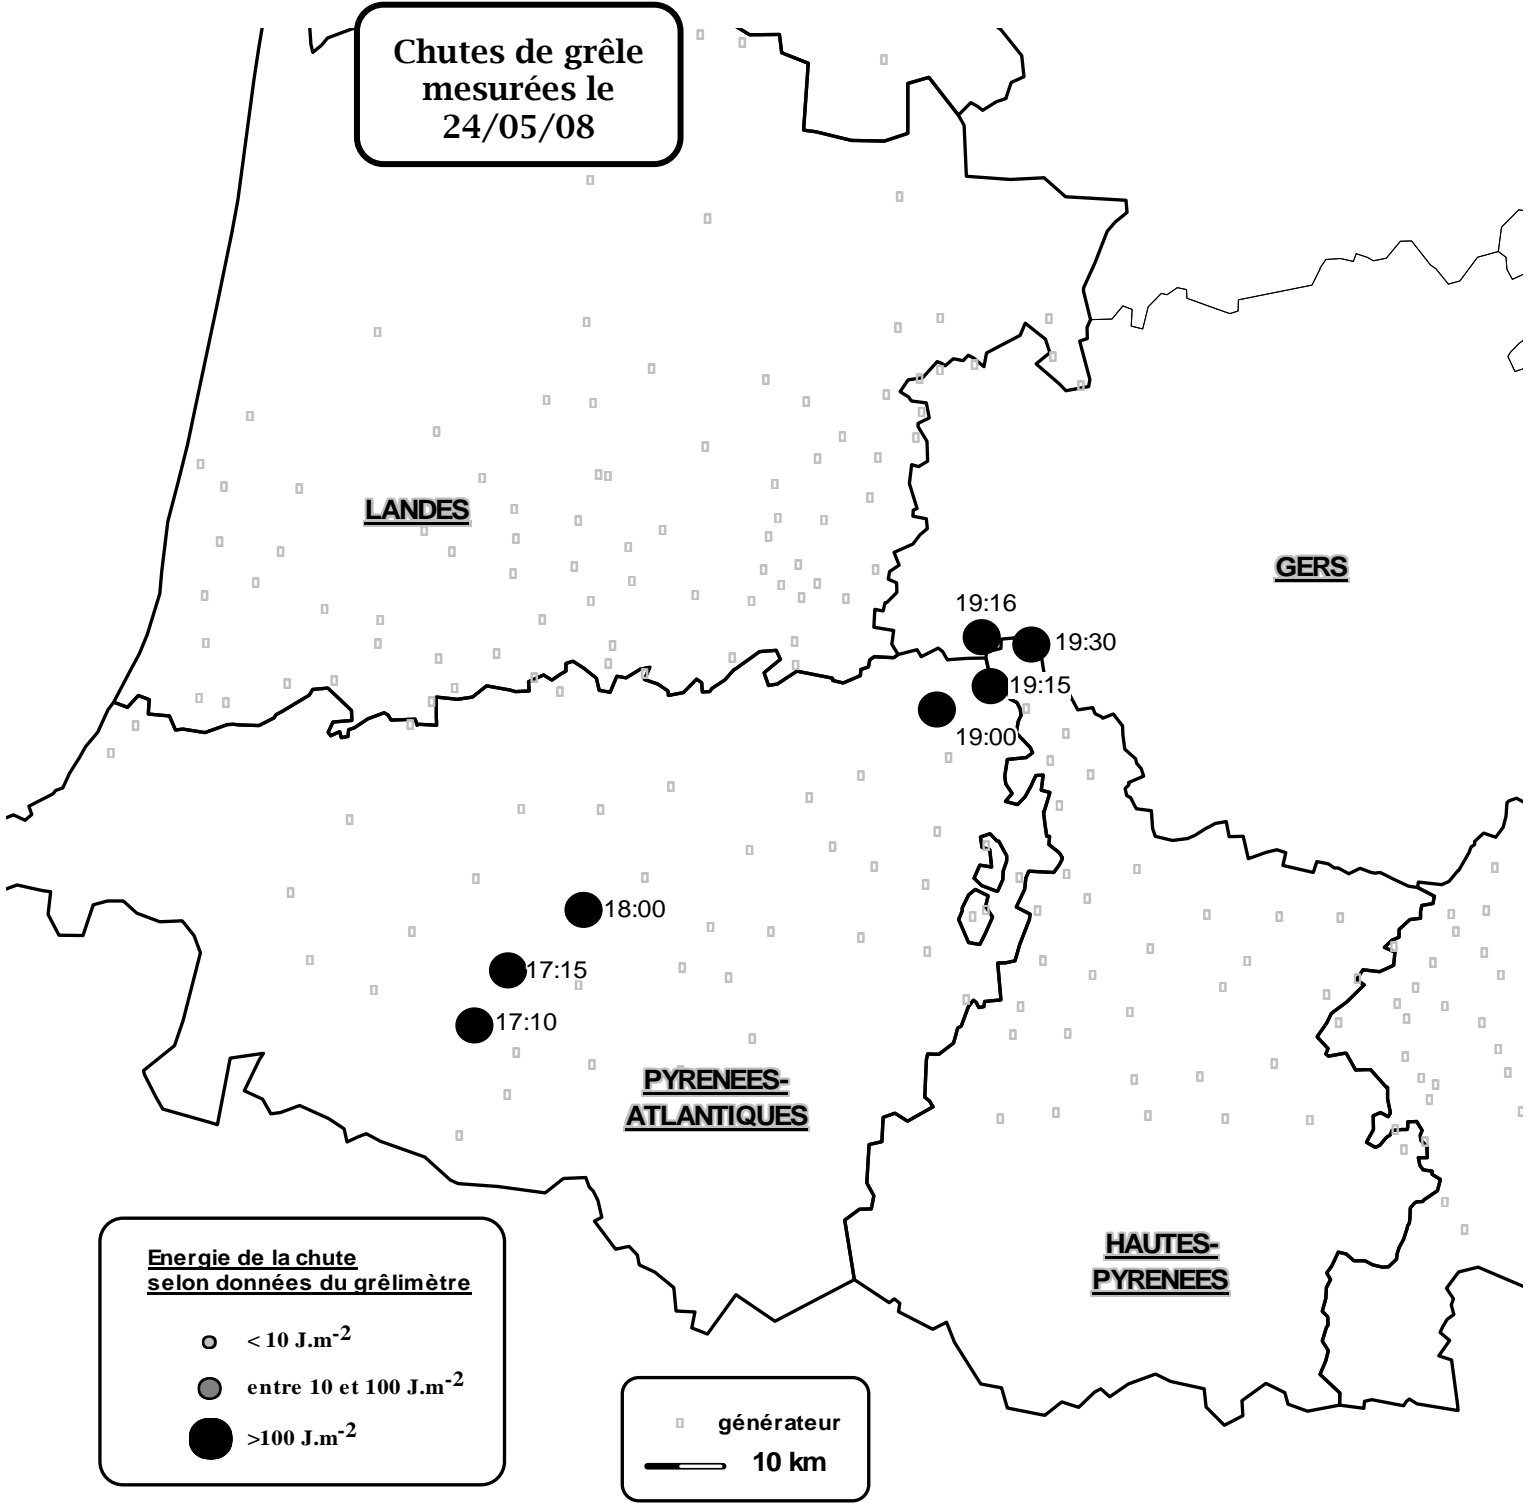 Chutes de grêle
mesurées le
24/05/08
LANDES
GERS
19:16
19:30
19:15
19:00
18:00
17:15
17:10
PYRENEES-
ATLANTIQUES
HAUTES-
PYRENEES
Energie de la chute
selon données du grêlimètre
< 10 J.m-2
entre 10 et 100 J.m-2
>100 J.m-2
générateur
10 km